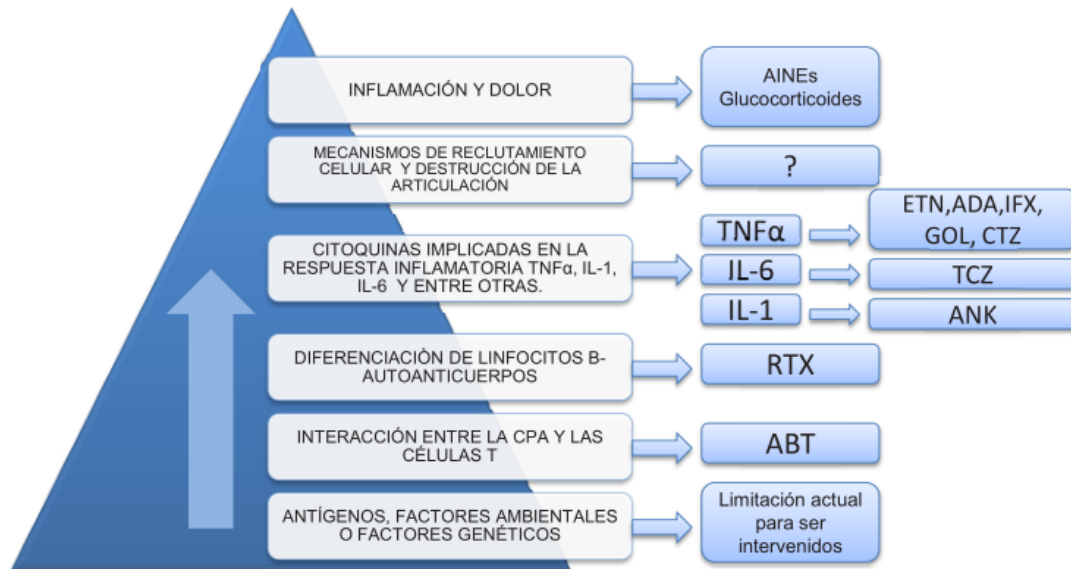 INFLAMACIÓN Y DOLOR
AINEs
Glucocorticoides
MECANISMOS DE RECLUTAMIENTO
CELULAR Y DESTRUCCIÓN DE LA
ARTICULACIÓN
?
CITOQUINAS IMPLICADAS EN LA
RESPUESTA INFLAMATORIA TNFα, IL-1,
IL-6 Y ENTRE OTRAS.
TNFα
ETN,ADA,IFX,
GOL, CTZ
IL-6
TCZ
IL-1
ANK
DIFERENCIACIÒN DE LINFOCITOS B-
AUTOANTICUERPOS
RTX
INTERACCIÓN ENTRE LA CPA Y LAS
CÉLULAS T
ABT
ANTÍGENOS, FACTORES AMBIENTALES
O FACTORES GENÉTICOS
Limitación actual
para ser
intervenidos